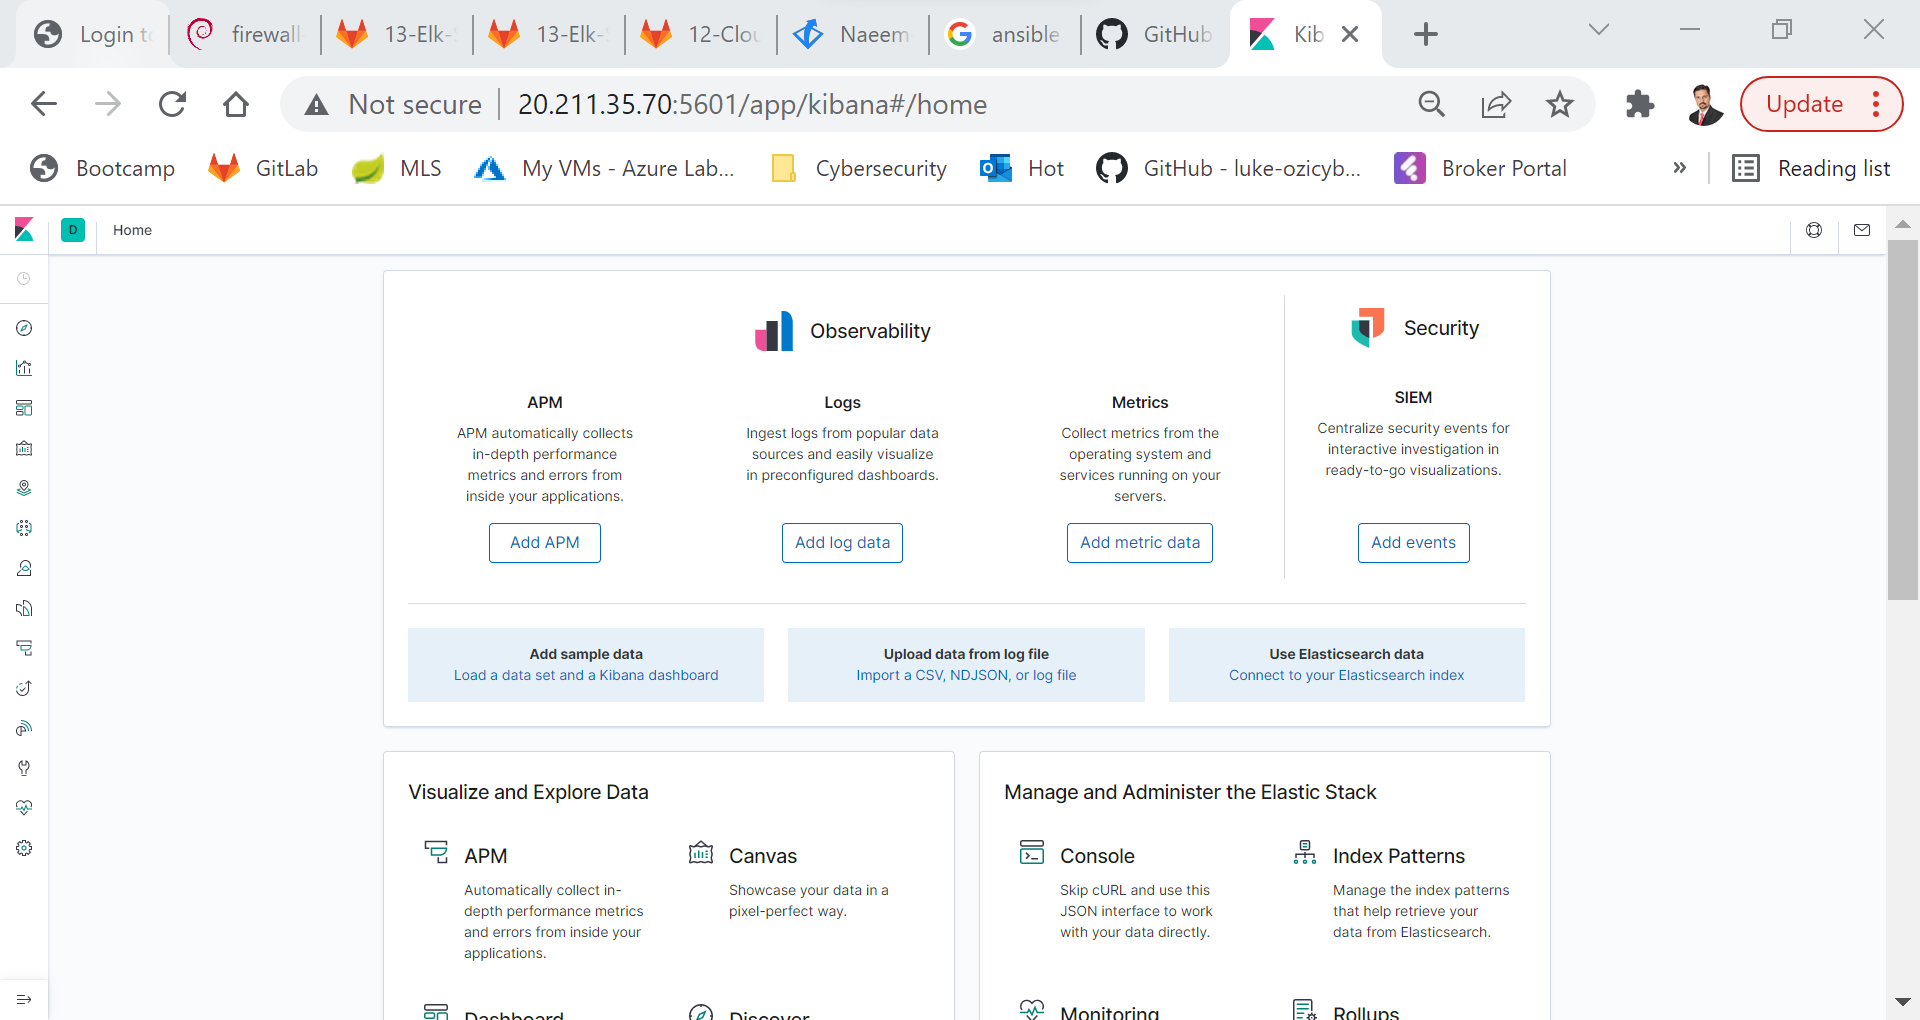 Login to
firewall
13-Elk-S
13-Elk-S
12-Clou
Naeem
ansible
GitHub
Kib
Not secure
20.211.35.70:5601/app/kibana#/home
Update
Bootcamp
GitLab
MLS
My VMs - Azure Lab...
Cybersecurity
Hot
GitHub - luke-ozicyb...
Broker Portal
»
Reading list
D
Home
Observability
Security
APM
APM automatically collects
in-depth performance
metrics and errors from
inside your applications.
Add APM
Logs
Ingest logs from popular data
sources and easily visualize
in preconfigured dashboards.
Add log data
Metrics
Collect metrics from the
operating system and
services running on your
servers.
Add metric data
SIEM
Centralize security events for
interactive investigation in
ready-to-go visualizations.
Add events
Add sample data
Load a data set and a Kibana dashboard
Upload data from log file
Import a CSV, NDJSON, or log file
Use Elasticsearch data
Connect to your Elasticsearch index
Visualize and Explore Data
APM
Automatically collect in-
depth performance metrics
and errors from inside your
applications.
Canvas
Showcase your data in a
pixel-perfect way.
Dashboard
Discover
Manage and Administer the Elastic Stack
Console
Skip cURL and use this
JSON interface to work
with your data directly.
Index Patterns
Manage the index patterns
that help retrieve your
data from Elasticsearch.
Monitoring
Rollups